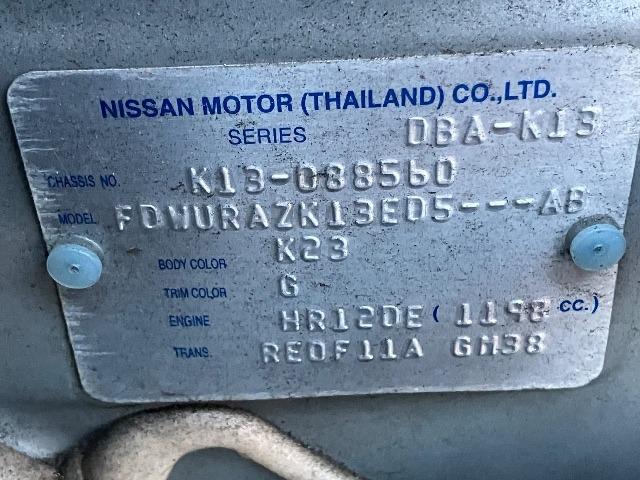 NISSAN MOTOR (THAILAND) CO.,LTD.
SERIES DBA-K13
CHASSIS NO. K13-088560
MODEL FDWURAZK13ED5---AB
BODY COLOR K23
TRIM COLOR G
ENGINE HR12DE ( 1198 CC.)
TRANS. RE0F11A GM38